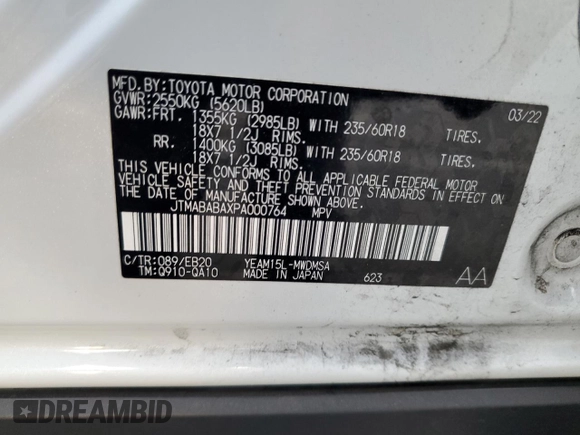 MFD.BY:TOYOTA MOTOR CORPORATION 03/22
GVWR:2550KG (5620LB)
GAWR:FRT. 1355KG (2985LB) WITH 235/60R18 TIRES.
18X7 1/2J RIMS.
RR. 1400KG (3085LB) WITH 235/60R18 TIRES.
18X7 1/2J RIMS.
THIS VEHICLE CONFORMS TO ALL APPLICABLE FEDERAL MOTOR
VEHICLE SAFETY AND BUMPER STANDARDS IN EFFECT ON
THE DATE OF MANUFACTURE SHOWN ABOVE.
JTMABABAXPA000764 MPV
C/TR:089/EB20 YEAM15L-MWDMSA
TM:Q910-QA10 MADE IN JAPAN 623 AA
DREAMBID